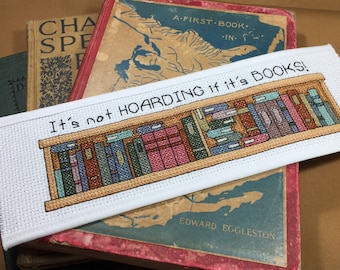 CHA
SPE
A FIRST BOOK
IN
It's not HOARDING if it's BOOKS!
EDWARD EGGLESTON